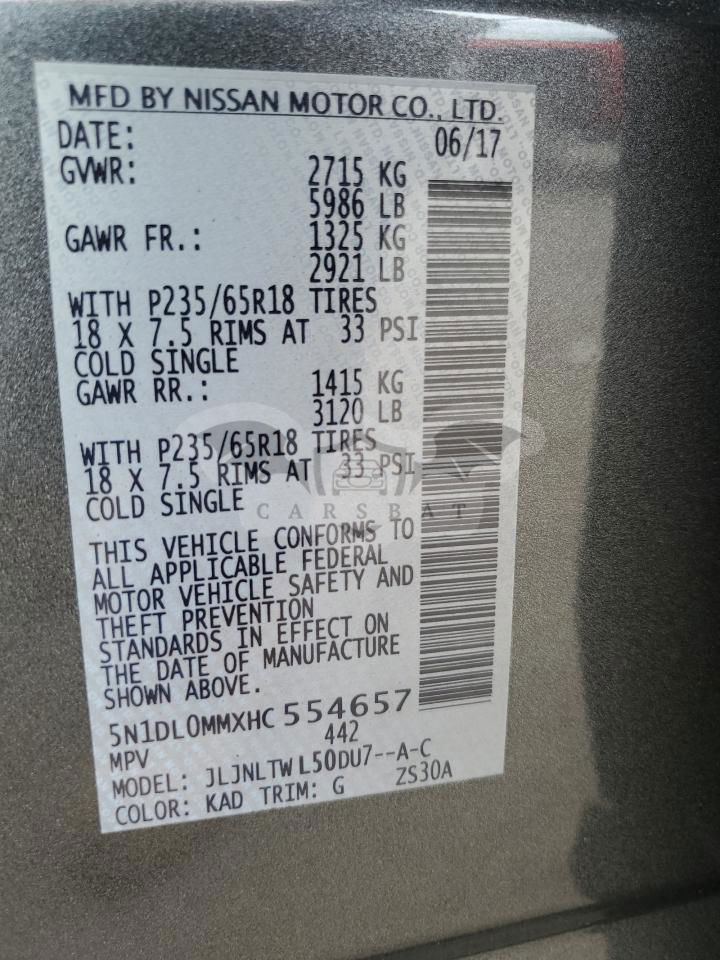 MFD BY NISSAN MOTOR CO., LTD.
DATE: 06/17
GVWR: 2715 KG
5986 LB
GAWR FR.: 1325 KG
2921 LB
WITH P235/65R18 TIRES
18 X 7.5 RIMS AT 33 PSI
COLD SINGLE
GAWR RR.: 1415 KG
3120 LB
WITH P235/65R18 TIRES
18 X 7.5 RIMS AT 33 PSI
COLD SINGLE
CARSBAT
THIS VEHICLE CONFORMS TO
ALL APPLICABLE FEDERAL
MOTOR VEHICLE SAFETY AND
THEFT PREVENTION
STANDARDS IN EFFECT ON
THE DATE OF MANUFACTURE
SHOWN ABOVE.
5N1DL0MMXHC554657
MPV 442
MODEL: JLJNLTWL50DU7--A-C
COLOR: KAD TRIM: G ZS30A